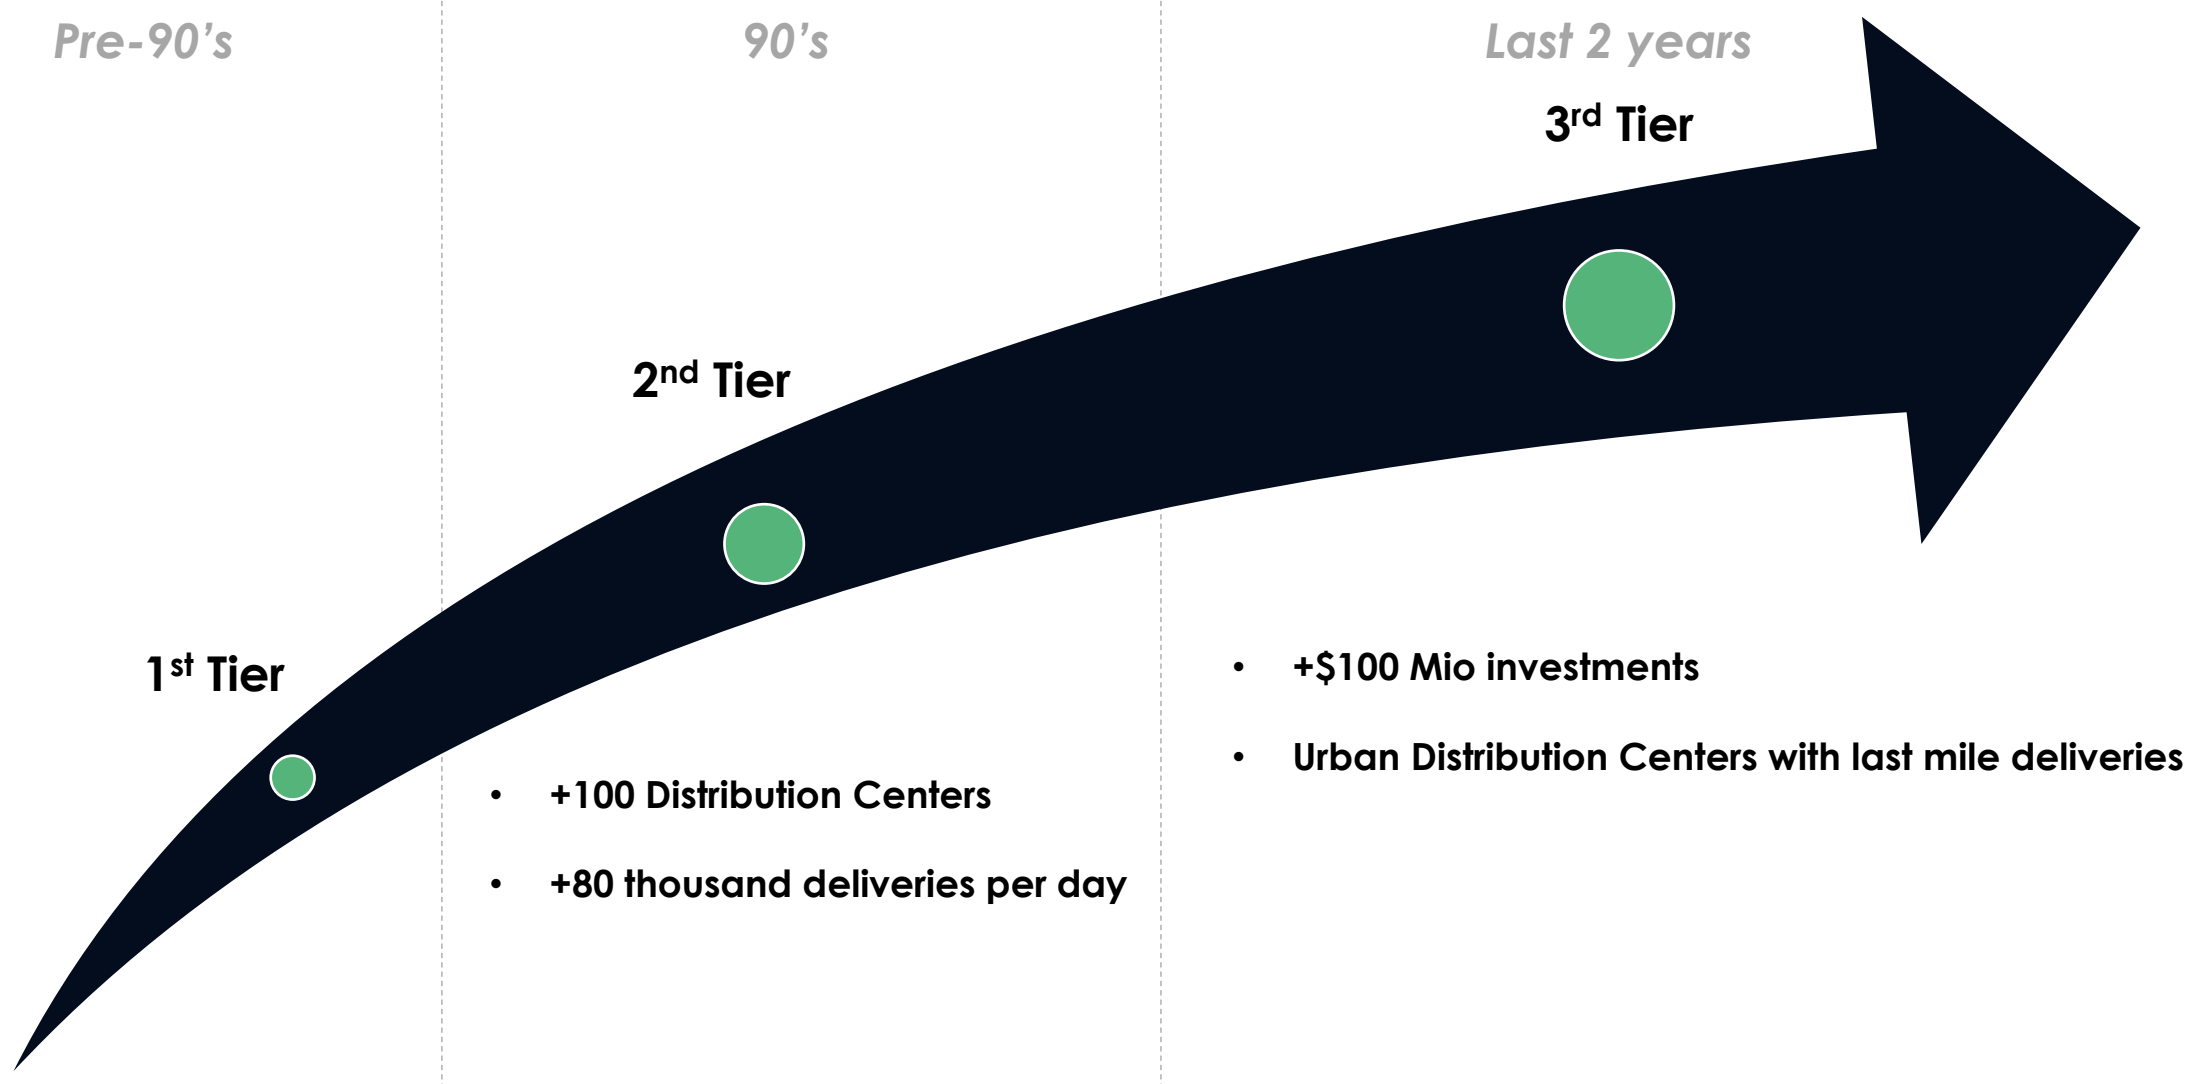 Pre-90’s
90’s
Last 2 years
3rd Tier
2nd Tier
1st Tier
• +100 Distribution Centers
• +80 thousand deliveries per day
• +$100 Mio investments
• Urban Distribution Centers with last mile deliveries